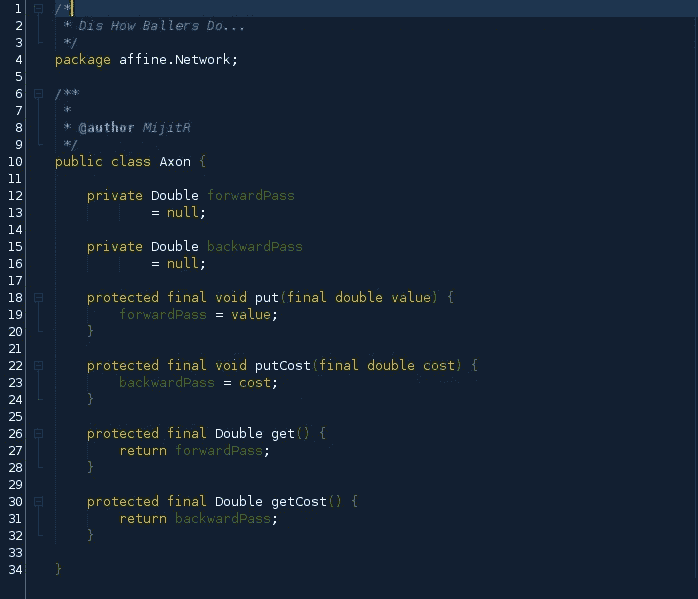 1 /*
2  * Dis How Ballers Do...
3  */
4 package affine.Network;
5
6 /**
7  *
8  * @author MijitR
9  */
10 public class Axon {
11
12     private Double forwardPass
13             = null;
14
15     private Double backwardPass
16             = null;
17
18     protected final void put(final double value) {
19         forwardPass = value;
20     }
21
22     protected final void putCost(final double cost) {
23         backwardPass = cost;
24     }
25
26     protected final Double get() {
27         return forwardPass;
28     }
29
30     protected final Double getCost() {
31         return backwardPass;
32     }
33
34 }